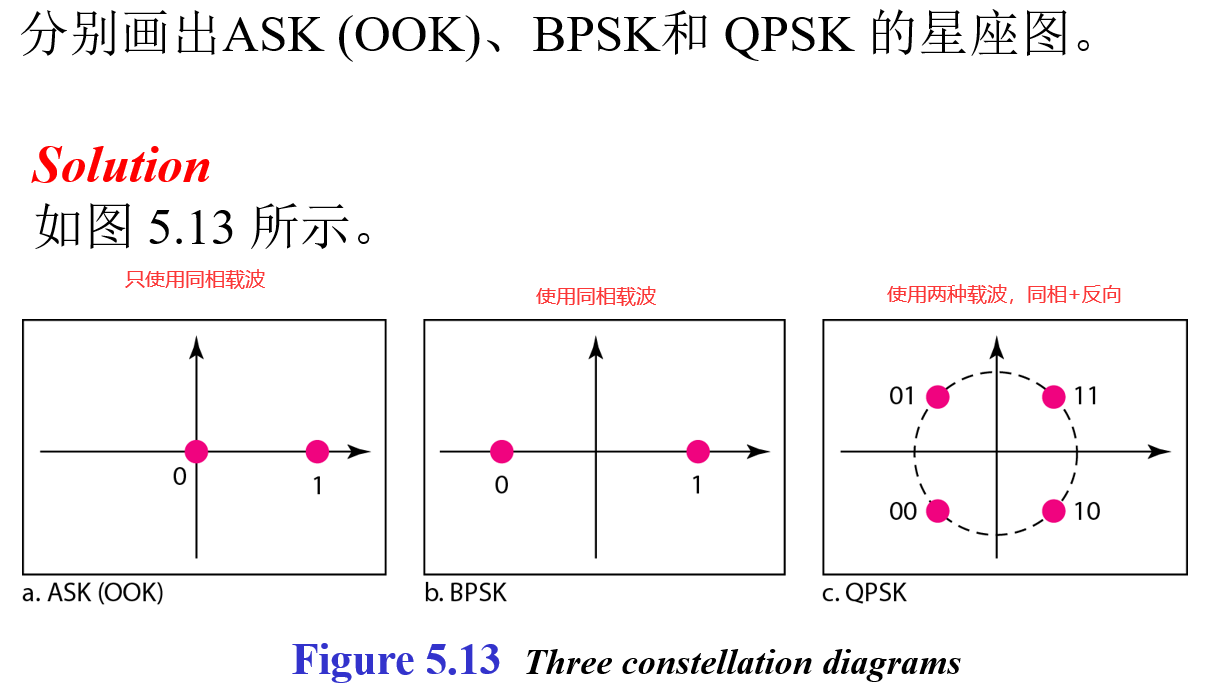 分别画出ASK (OOK)、BPSK和 QPSK 的星座图。
Solution
如图 5.13 所示。
只使用同相载波
使用同相载波
使用两种载波，同相+反向
0
1
0
1
01
11
00
10
a. ASK (OOK)
b. BPSK
c. QPSK
Figure 5.13 Three constellation diagrams